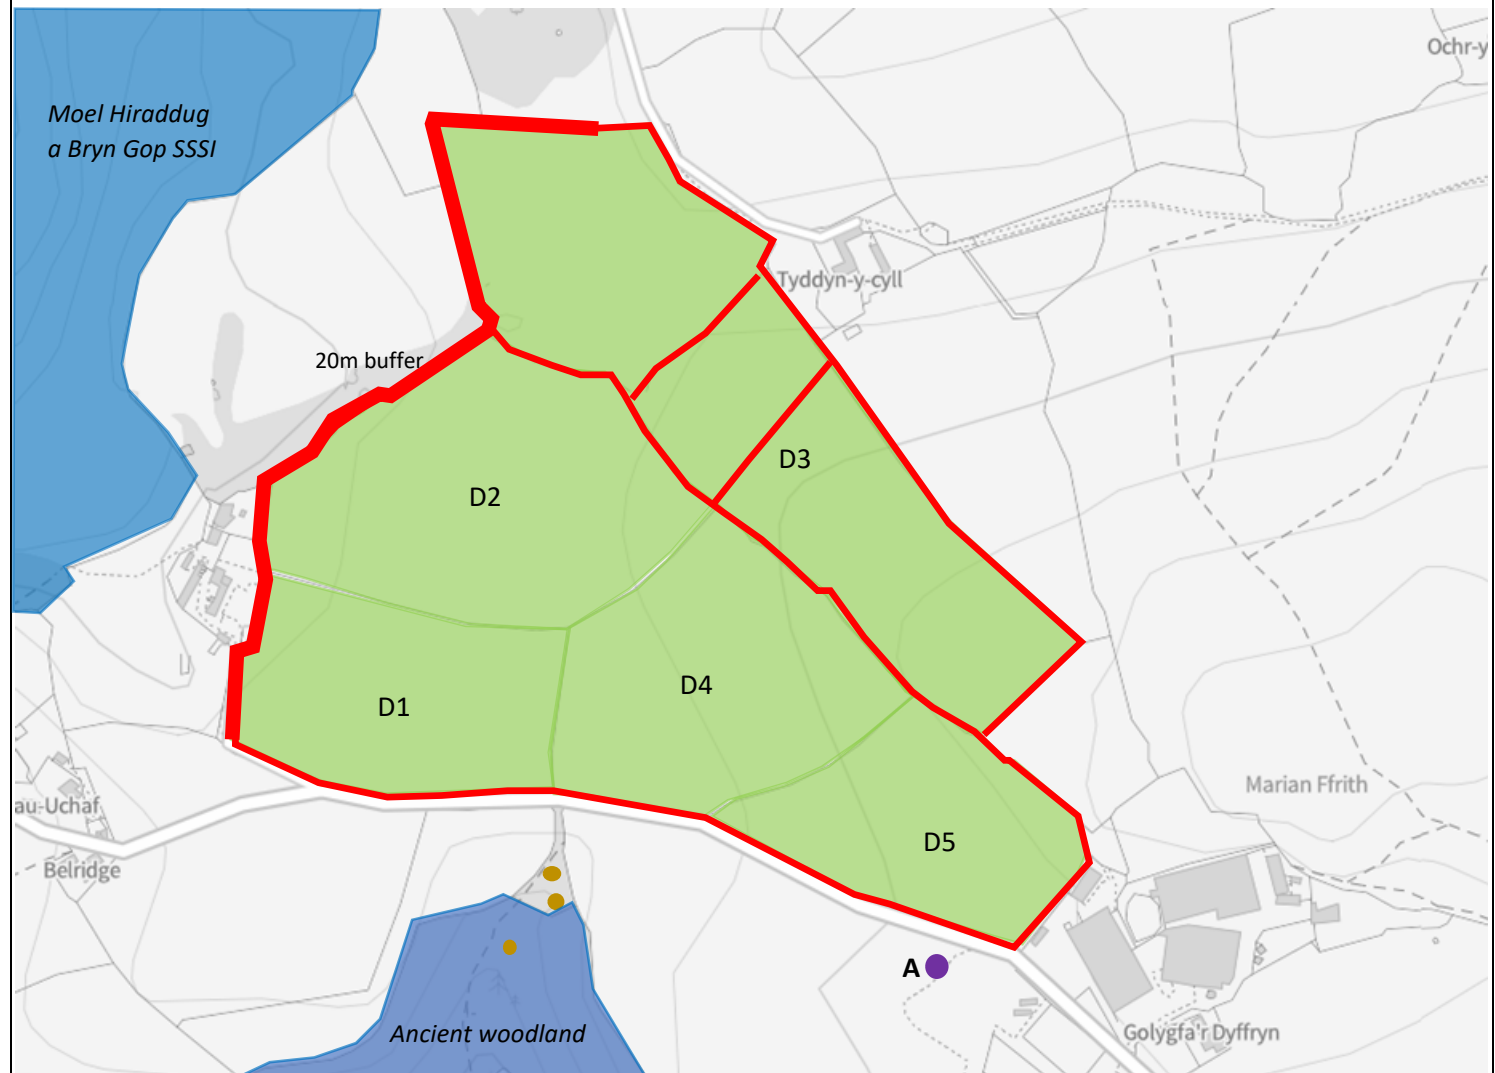 Ochr-y
Moel Hiraddug
a Bryn Gop SSSI
Tyddyn-y-cyll
20m buffer
D3
D2
D4
D1
Marian Ffrith
au-Uchaf
D5
Belridge
A
Ancient woodland
Golygfa'r Dyffryn